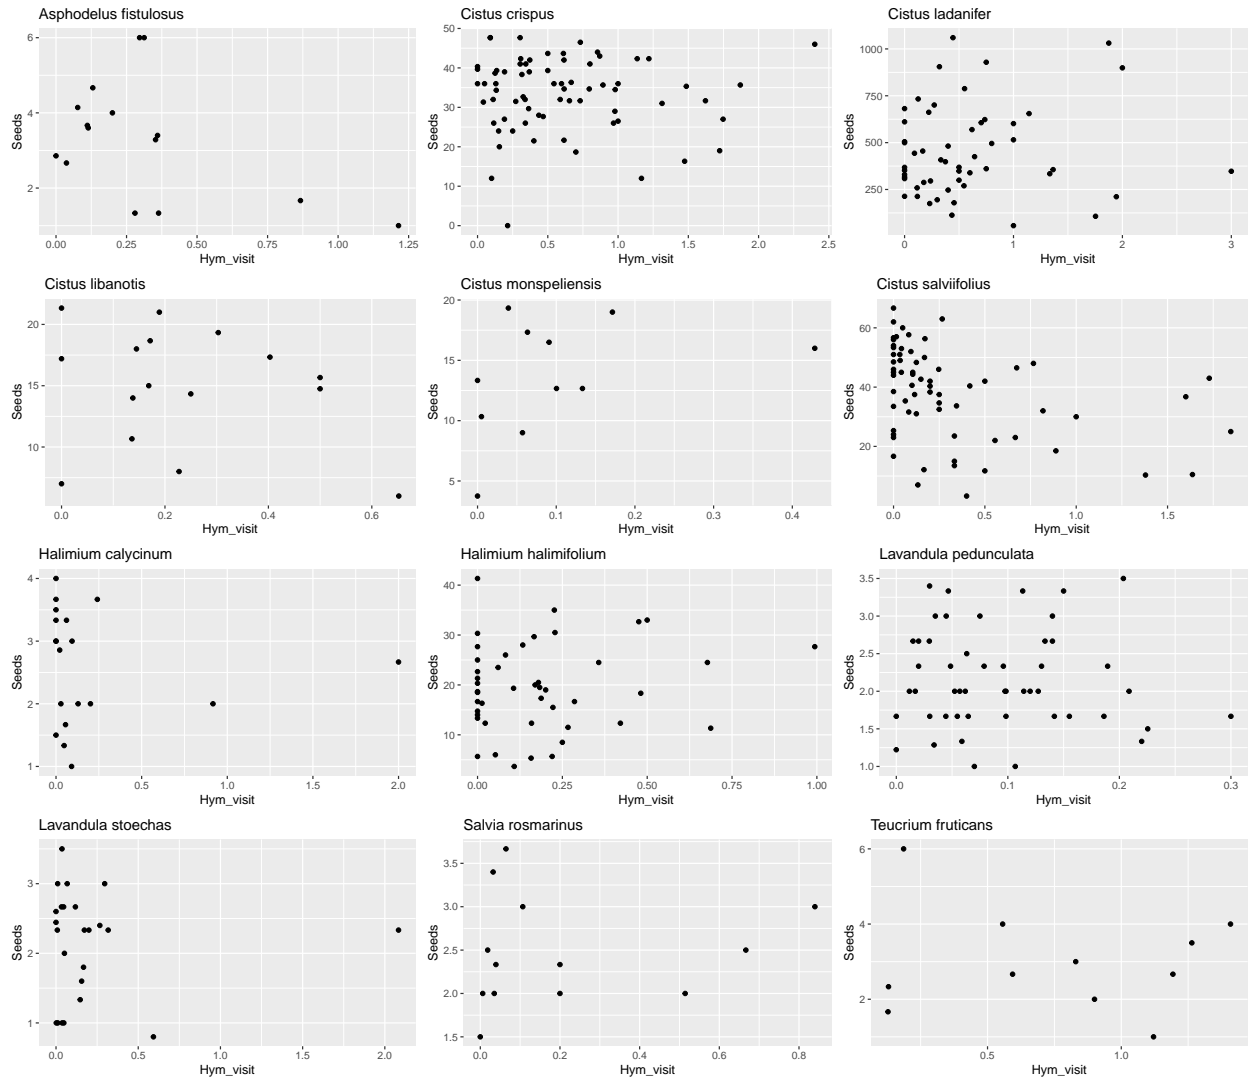 Asphodelus fistulosus
Cistus crispus
Cistus ladanifer
6
4
2
Seeds
0.00 0.25 0.50 0.75 1.00 1.25
Hym_visit
50
40
30
20
10
0
Seeds
0.0 0.5 1.0 1.5 2.0 2.5
Hym_visit
1000
750
500
250
Seeds
0 1 2 3
Hym_visit
Cistus libanotis
Cistus monspeliensis
Cistus salviifolius
20
15
10
Seeds
0.0 0.2 0.4 0.6
Hym_visit
20
15
10
5
Seeds
0.0 0.1 0.2 0.3 0.4
Hym_visit
60
40
20
Seeds
0.0 0.5 1.0 1.5
Hym_visit
Halimium calycinum
Halimium halimifolium
Lavandula pedunculata
4
3
2
1
Seeds
0.0 0.5 1.0 1.5 2.0
Hym_visit
40
30
20
10
Seeds
0.00 0.25 0.50 0.75 1.00
Hym_visit
3.5
3.0
2.5
2.0
1.5
1.0
Seeds
0.0 0.1 0.2 0.3
Hym_visit
Lavandula stoechas
Salvia rosmarinus
Teucrium fruticans
3
2
1
Seeds
0.0 0.5 1.0 1.5 2.0
Hym_visit
3.5
3.0
2.5
2.0
1.5
Seeds
0.0 0.2 0.4 0.6 0.8
Hym_visit
6
4
2
Seeds
0.5 1.0
Hym_visit